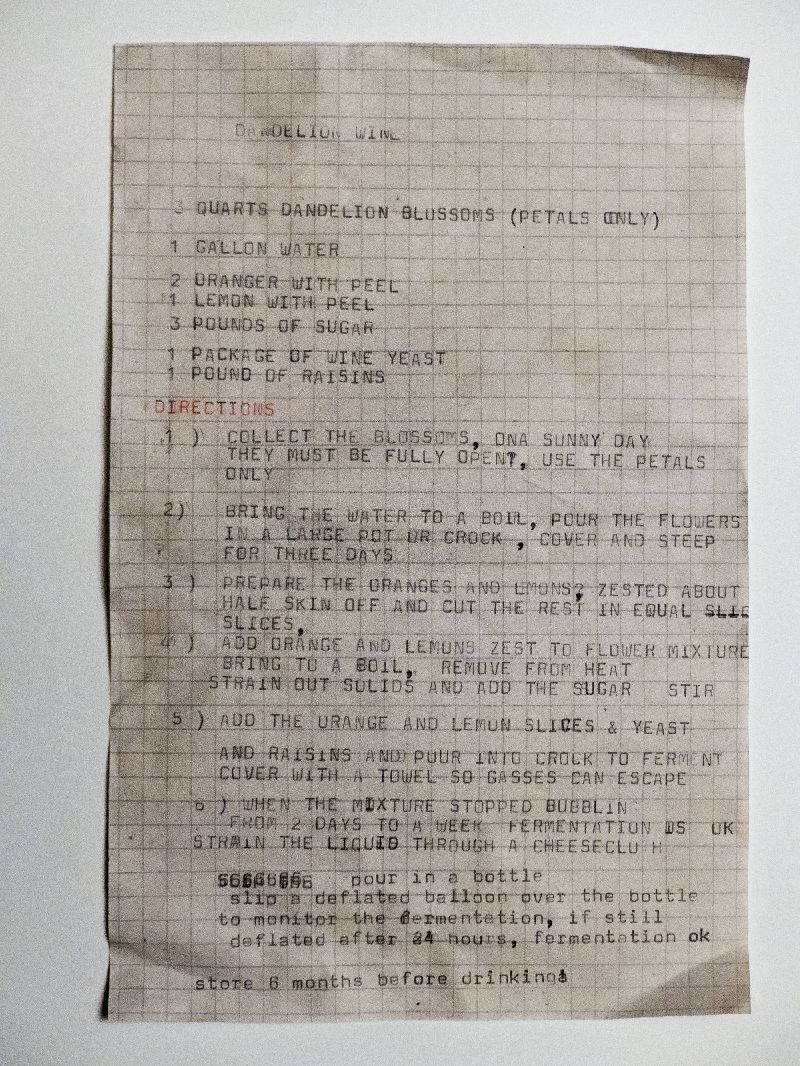 DANDELION WINE
3 QUARTS DANDELION BLOSSOMS (PETALS ONLY)
1 GALLON WATER
2 ORANGER WITH PEEL
1 LEMON WITH PEEL
3 POUNDS OF SUGAR
1 PACKAGE OF WINE YEAST
1 POUND OF RAISINS
DIRECTIONS
1 ) COLLECT THE BLOSSOMS, ONA SUNNY DAY
THEY MUST BE FULLY OPEN, USE THE PETALS
ONLY
2) BRING THE WATER TO A BOIL, POUR THE FLOWERS
IN A LARGE POT OR CROCK , COVER AND STEEP
FOR THREE DAYS
3 ) PREPARE THE ORANGES AND LMONS, ZESTED ABOUT
HALF SKIN OFF AND CUT THE REST IN EQUAL SLIC
SLICES,
4 ) ADD ORANGE AND LEMONS ZEST TO FLOWER MIXTURE
BRING TO A BOIL, REMOVE FROM HEAT
STRAIN OUT SOLIDS AND ADD THE SUGAR STIR
5 ) ADD THE ORANGE AND LEMON SLICES & YEAST
AND RAISINS AND POUR INTO CROCK TO FERMENT
COVER WITH A TOWEL SO GASSES CAN ESCAPE
6 ) WHEN THE MIXTURE STOPPED BUBBLIN
FROM 2 DAYS TO A WEEK FERMENTATION IS OK
STRAIN THE LIQUID THROUGH A CHEESECLO H
pour in a bottle
slip a deflated balloon over the bottle
to monitor the fermentation, if still
deflated after 24 hours, fermentation ok
store 6 months before drinking!